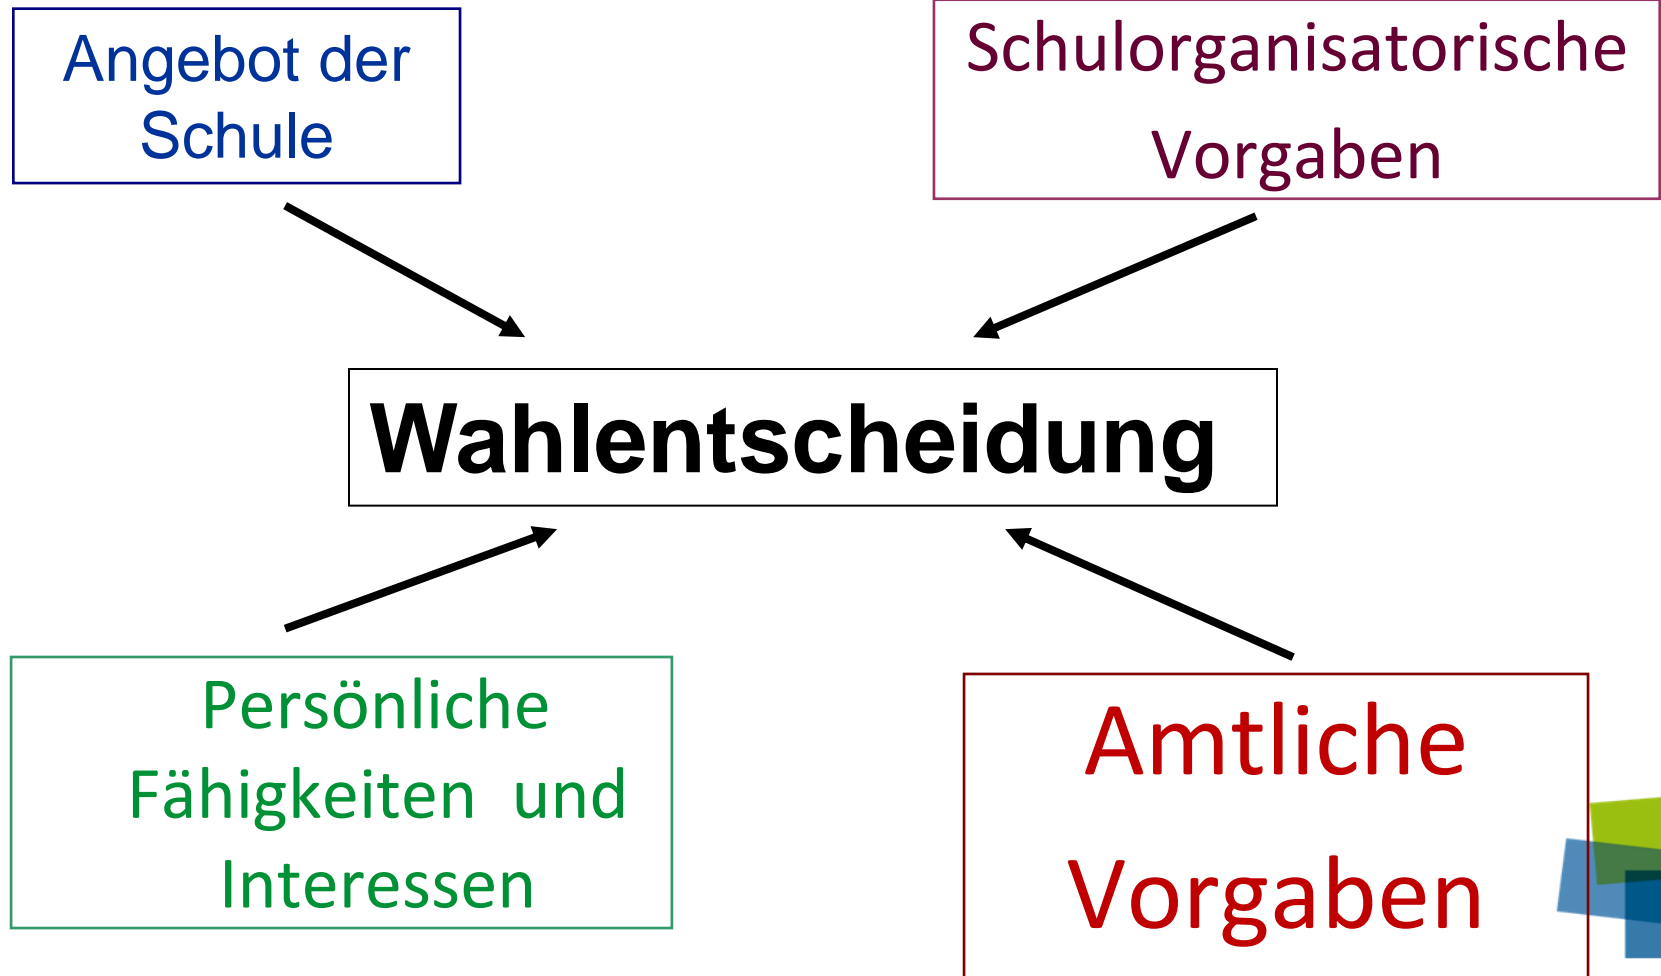 Angebot der
Schule
Schulorganisatorische
Vorgaben
Wahlentscheidung
Persönliche
Fähigkeiten und
Interessen
Amtliche
Vorgaben